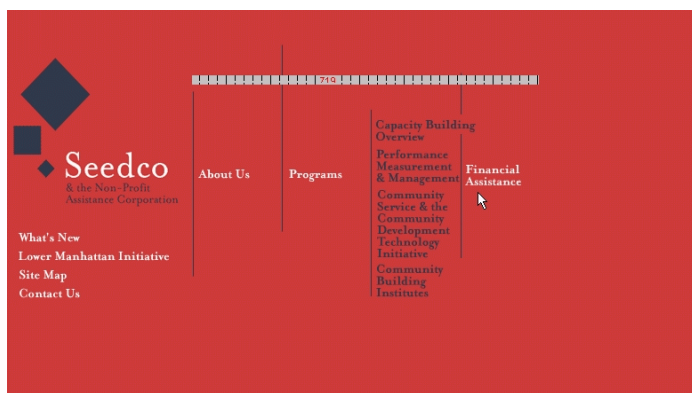 719
Capacity Building
Overview
Performance
Measurement
& Management
Community
Service & the
Community
Development
Technology
Initiative
Community
Building
Institutes
Financial
Assistance
About Us
Programs
Seedco
& the Non-Profit
Assistance Corporation
What's New
Lower Manhattan Initiative
Site Map
Contact Us